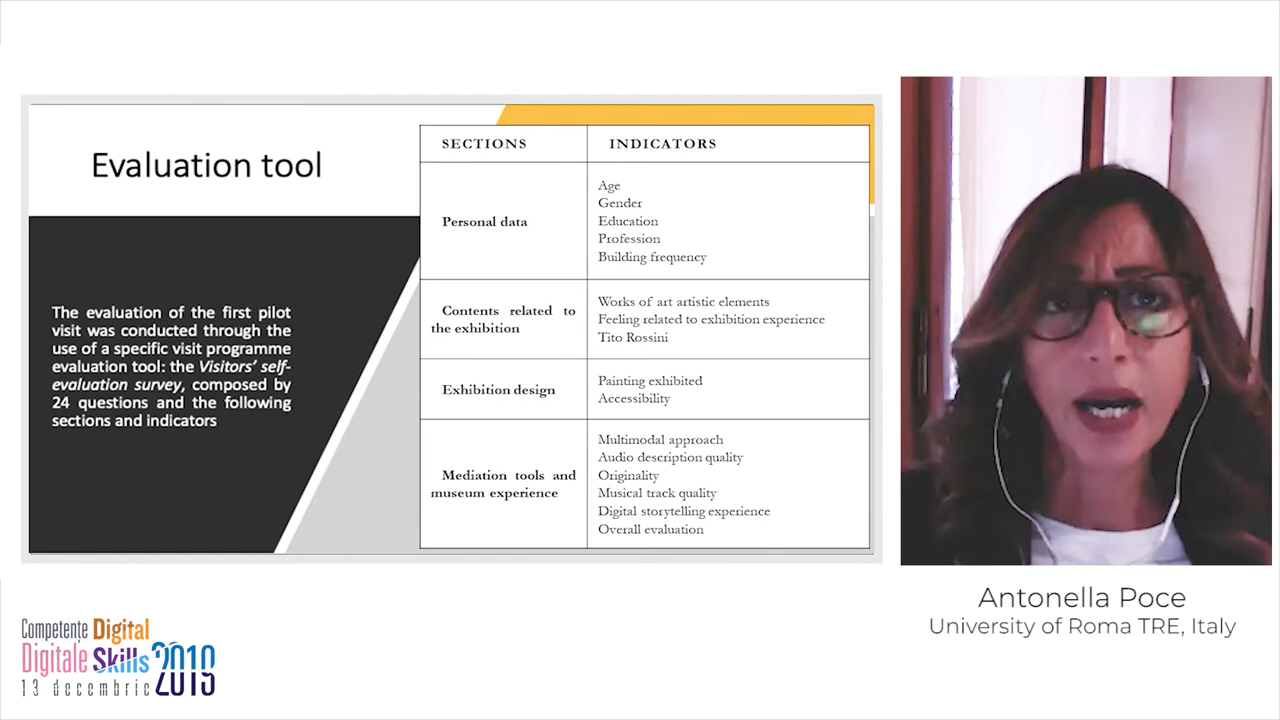 Evaluation tool
The evaluation of the first pilot
visit was conducted through the
use of a specific visit programme
evaluation tool: the Visitors' self-
evaluation survey, composed by
24 questions and the following
sections and indicators
SECTIONS INDICATORS
Personal data
Age
Gender
Education
Profession
Building frequency
Contents related to
the exhibition
Works of art artistic elements
Feeling related to exhibition experience
Tito Rossini
Exhibition design
Painting exhibited
Accessibility
Mediation tools and
museum experience
Multimodal approach
Audio description quality
Originality
Musical track quality
Digital storytelling experience
Overall evaluation
Antonella Poce
University of Roma TRE, Italy
Competențe Digital
Digitale Skills 2019
13 decembrie